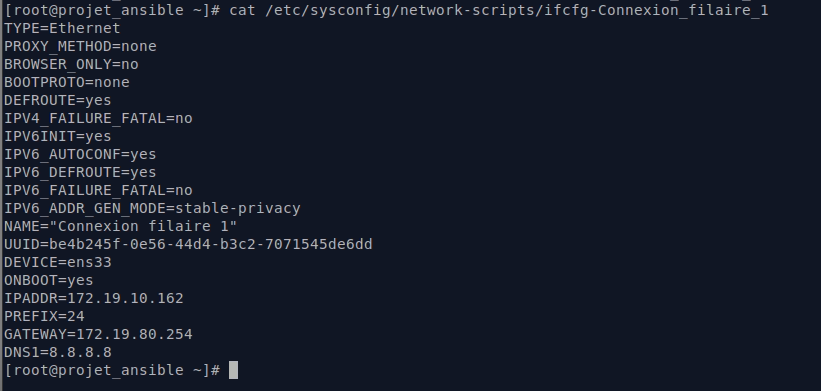 [root@projet_ansible ~]# cat /etc/sysconfig/network-scripts/ifcfg-Connexion_filaire_1
TYPE=Ethernet
PROXY_METHOD=none
BROWSER_ONLY=no
BOOTPROTO=none
DEFROUTE=yes
IPV4_FAILURE_FATAL=no
IPV6INIT=yes
IPV6_AUTOCONF=yes
IPV6_DEFROUTE=yes
IPV6_FAILURE_FATAL=no
IPV6_ADDR_GEN_MODE=stable-privacy
NAME="Connexion filaire 1"
UUID=be4b245f-0e56-44d4-b3c2-7071545de6dd
DEVICE=ens33
ONBOOT=yes
IPADDR=172.19.10.162
PREFIX=24
GATEWAY=172.19.80.254
DNS1=8.8.8.8
[root@projet_ansible ~]#